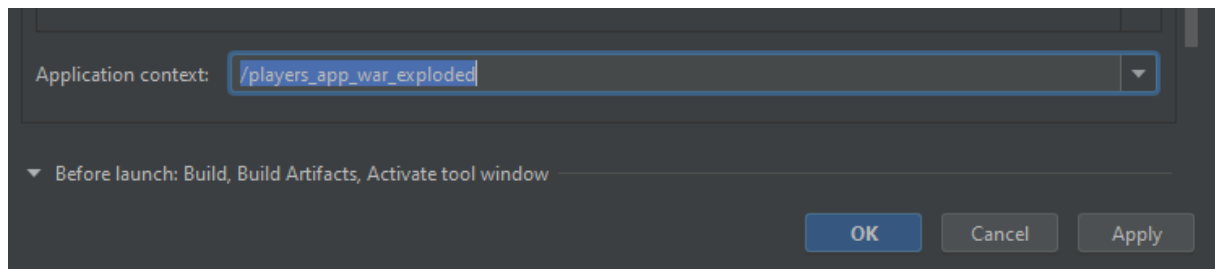 Application context: /players_app_war_exploded
Before launch: Build, Build Artifacts, Activate tool window
OK Cancel Apply